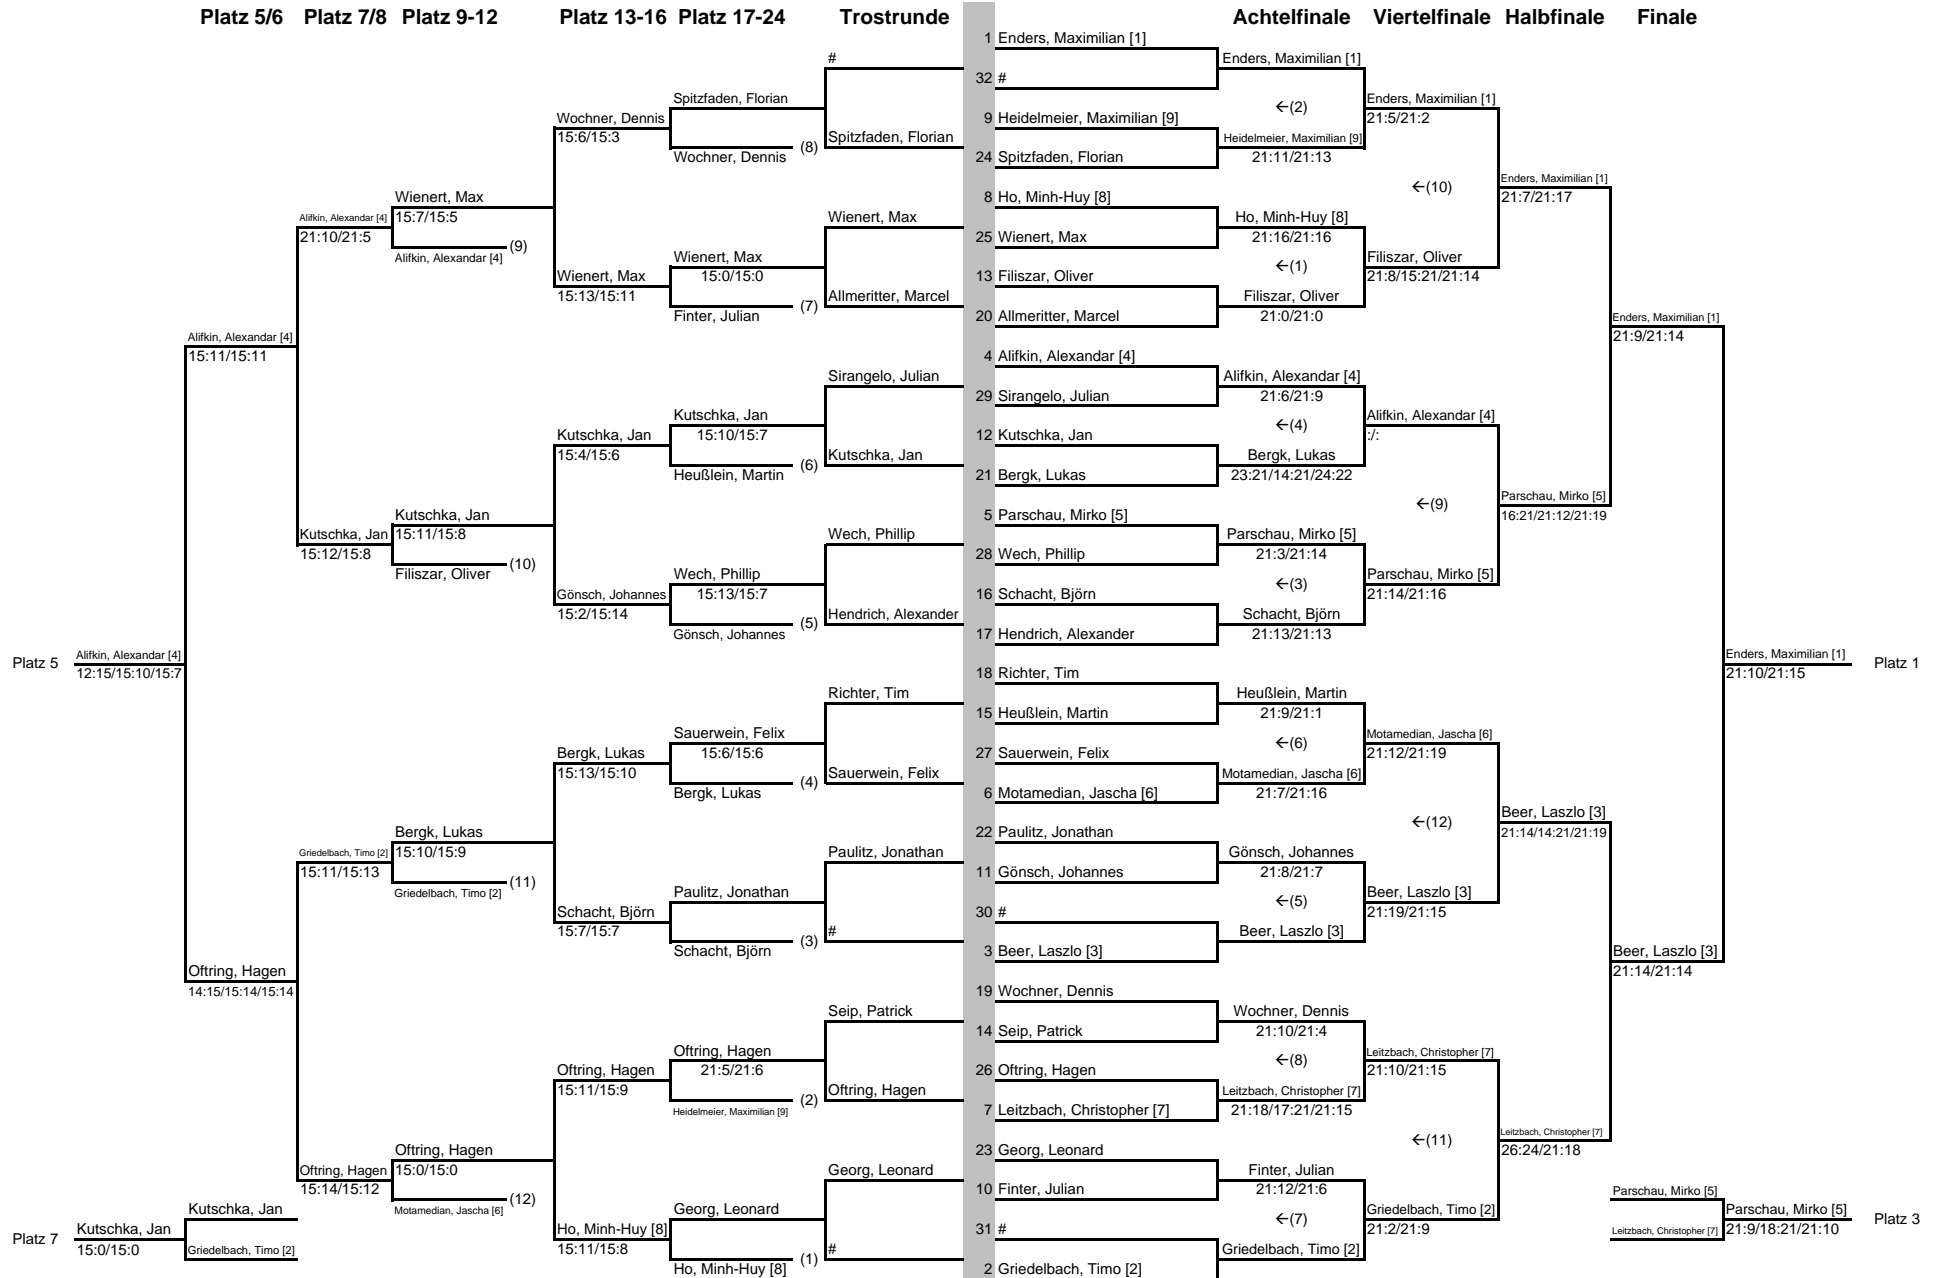 Platz 5/6 Platz 7/8 Platz 9-12 Platz 13-16 Platz 17-24 Trostrunde Achtelfinale Viertelfinale Halbfinale Finale
1 Enders, Maximilian [1]
# Enders, Maximilian [1]
32 #
Spitzfaden, Florian ←(2) Enders, Maximilian [1]
Wochner, Dennis 9 Heidelmeier, Maximilian [9] 21:5/21:2
15:6/15:3 Spitzfaden, Florian Heidelmeier, Maximilian [9]
Wochner, Dennis (8) 24 Spitzfaden, Florian 21:11/21:13
Wienert, Max 8 Ho, Minh-Huy [8] ←(10) Enders, Maximilian [1]
Alifkin, Alexandar [4] 15:7/15:5 Wienert, Max Ho, Minh-Huy [8] 21:7/21:17
21:10/21:5 (9) 25 Wienert, Max 21:16/21:16
Alifkin, Alexandar [4] Wienert, Max ←(1) Filiszar, Oliver
Wienert, Max 15:0/15:0 13 Filiszar, Oliver 21:8/15:21/21:14
15:13/15:11 (7) Allmeritter, Marcel Filiszar, Oliver
Finter, Julian 20 Allmeritter, Marcel 21:0/21:0 Enders, Maximilian [1]
Alifkin, Alexandar [4] 21:9/21:14
15:11/15:11 4 Alifkin, Alexandar [4]
Sirangelo, Julian Alifkin, Alexandar [4]
29 Sirangelo, Julian 21:6/21:9
Kutschka, Jan ←(4) Alifkin, Alexandar [4]
Kutschka, Jan 15:10/15:7 12 Kutschka, Jan :/:
15:4/15:6 (6) Kutschka, Jan Bergk, Lukas
Heußlein, Martin 21 Bergk, Lukas 23:21/14:21/24:22
←(9) Parschau, Mirko [5]
Kutschka, Jan 5 Parschau, Mirko [5] 16:21/21:12/21:19
Kutschka, Jan 15:11/15:8 Wech, Phillip Parschau, Mirko [5]
15:12/15:8 (10) 28 Wech, Phillip 21:3/21:14
Filiszar, Oliver Wech, Phillip ←(3) Parschau, Mirko [5]
Gönsch, Johannes 15:13/15:7 16 Schacht, Björn 21:14/21:16
15:2/15:14 (5) Hendrich, Alexander Schacht, Björn
Gönsch, Johannes 17 Hendrich, Alexander 21:13/21:13
Platz 5 Alifkin, Alexandar [4] Enders, Maximilian [1] Platz 1
12:15/15:10/15:7 18 Richter, Tim 21:10/21:15
Richter, Tim Heußlein, Martin
15 Heußlein, Martin 21:9/21:1
Sauerwein, Felix ←(6) Motamedian, Jascha [6]
Bergk, Lukas 15:6/15:6 27 Sauerwein, Felix 21:12/21:19
15:13/15:10 (4) Sauerwein, Felix Motamedian, Jascha [6]
Bergk, Lukas 6 Motamedian, Jascha [6] 21:7/21:16
←(12) Beer, Laszlo [3]
Bergk, Lukas 22 Paulitz, Jonathan 21:14/14:21/21:19
Griedelbach, Timo [2] 15:10/15:9 Paulitz, Jonathan Gönsch, Johannes
15:11/15:13 (11) 11 Gönsch, Johannes 21:8/21:7
Griedelbach, Timo [2] Paulitz, Jonathan ←(5) Beer, Laszlo [3]
Schacht, Björn 30 # 21:19/21:15
15:7/15:7 (3) # Beer, Laszlo [3]
Schacht, Björn 3 Beer, Laszlo [3] Beer, Laszlo [3]
Oftring, Hagen 21:14/21:14
14:15/15:14/15:14 19 Wochner, Dennis
Seip, Patrick Wochner, Dennis
14 Seip, Patrick 21:10/21:4
Oftring, Hagen ←(8) Leitzbach, Christopher [7]
Oftring, Hagen 21:5/21:6 26 Oftring, Hagen 21:10/21:15
15:11/15:9 (2) Oftring, Hagen Leitzbach, Christopher [7]
Heidelmeier, Maximilian [9] 7 Leitzbach, Christopher [7] 21:18/17:21/21:15
←(11) Leitzbach, Christopher [7]
Oftring, Hagen 23 Georg, Leonard 26:24/21:18
Oftring, Hagen 15:0/15:0 Georg, Leonard Finter, Julian
15:14/15:12 (12) 10 Finter, Julian 21:12/21:6 Parschau, Mirko [5]
Kutschka, Jan Motamedian, Jascha [6] Georg, Leonard ←(7) Griedelbach, Timo [2] Parschau, Mirko [5] Platz 3
Platz 7 Kutschka, Jan Ho, Minh-Huy [8] 31 # 21:2/21:9 Leitzbach, Christopher [7] 21:9/18:21/21:10
15:0/15:0 Griedelbach, Timo [2] 15:11/15:8 (1) # Griedelbach, Timo [2]
Ho, Minh-Huy [8] 2 Griedelbach, Timo [2]